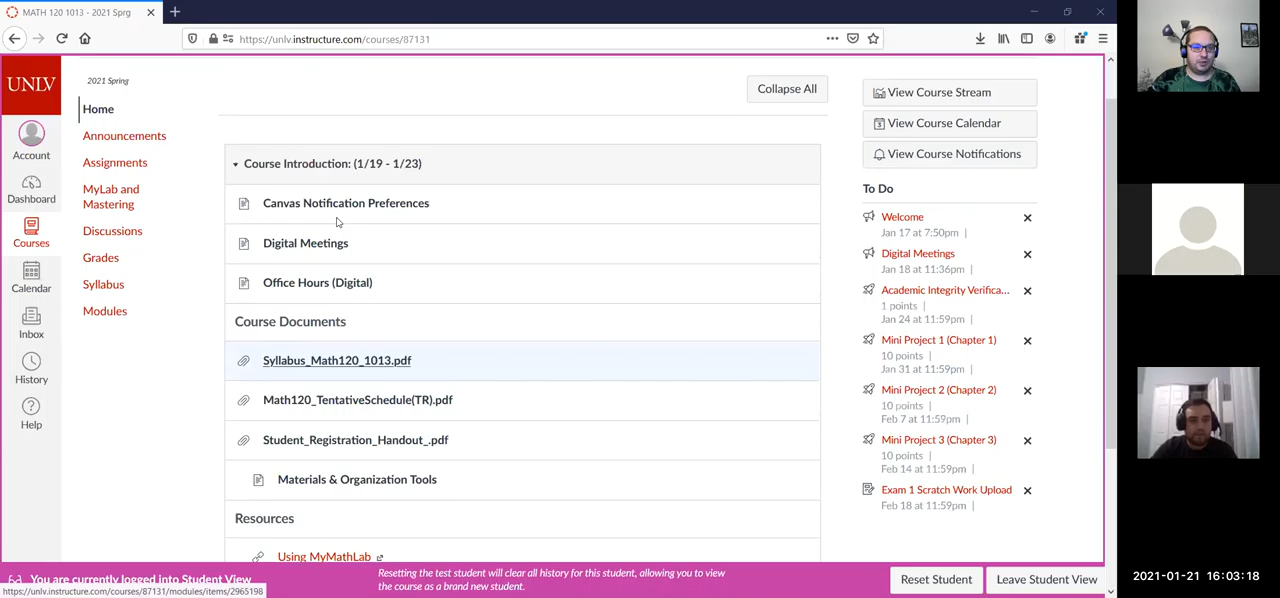 MATH 120 1013 - 2021 Sprg
https://unlv.instructure.com/courses/87131
UNLV
Account
Dashboard
Courses
Calendar
Inbox
History
Help
2021 Spring
Home
Announcements
Assignments
MyLab and
Mastering
Discussions
Grades
Syllabus
Modules
Collapse All
Course Introduction: (1/19 - 1/23)
Canvas Notification Preferences
Digital Meetings
Office Hours (Digital)
Course Documents
Syllabus_Math120_1013.pdf
Math120_TentativeSchedule(TR).pdf
Student_Registration_Handout_.pdf
Materials & Organization Tools
Resources
Using MyMathLab
View Course Stream
View Course Calendar
View Course Notifications
To Do
Welcome
Jan 17 at 7:50pm |
Digital Meetings
Jan 18 at 11:36pm |
Academic Integrity Verifica...
1 points |
Jan 24 at 11:59pm |
Mini Project 1 (Chapter 1)
10 points |
Jan 31 at 11:59pm |
Mini Project 2 (Chapter 2)
10 points |
Feb 7 at 11:59pm |
Mini Project 3 (Chapter 3)
10 points |
Feb 14 at 11:59pm |
Exam 1 Scratch Work Upload
Feb 18 at 11:59pm |
You are currently logged into Student View
Resetting the test student will clear all history for this student, allowing you to view
the course as a brand new student.
Reset Student
Leave Student View
https://unlv.instructure.com/courses/87131/modules/items/2965198
2021-01-21 16:03:18